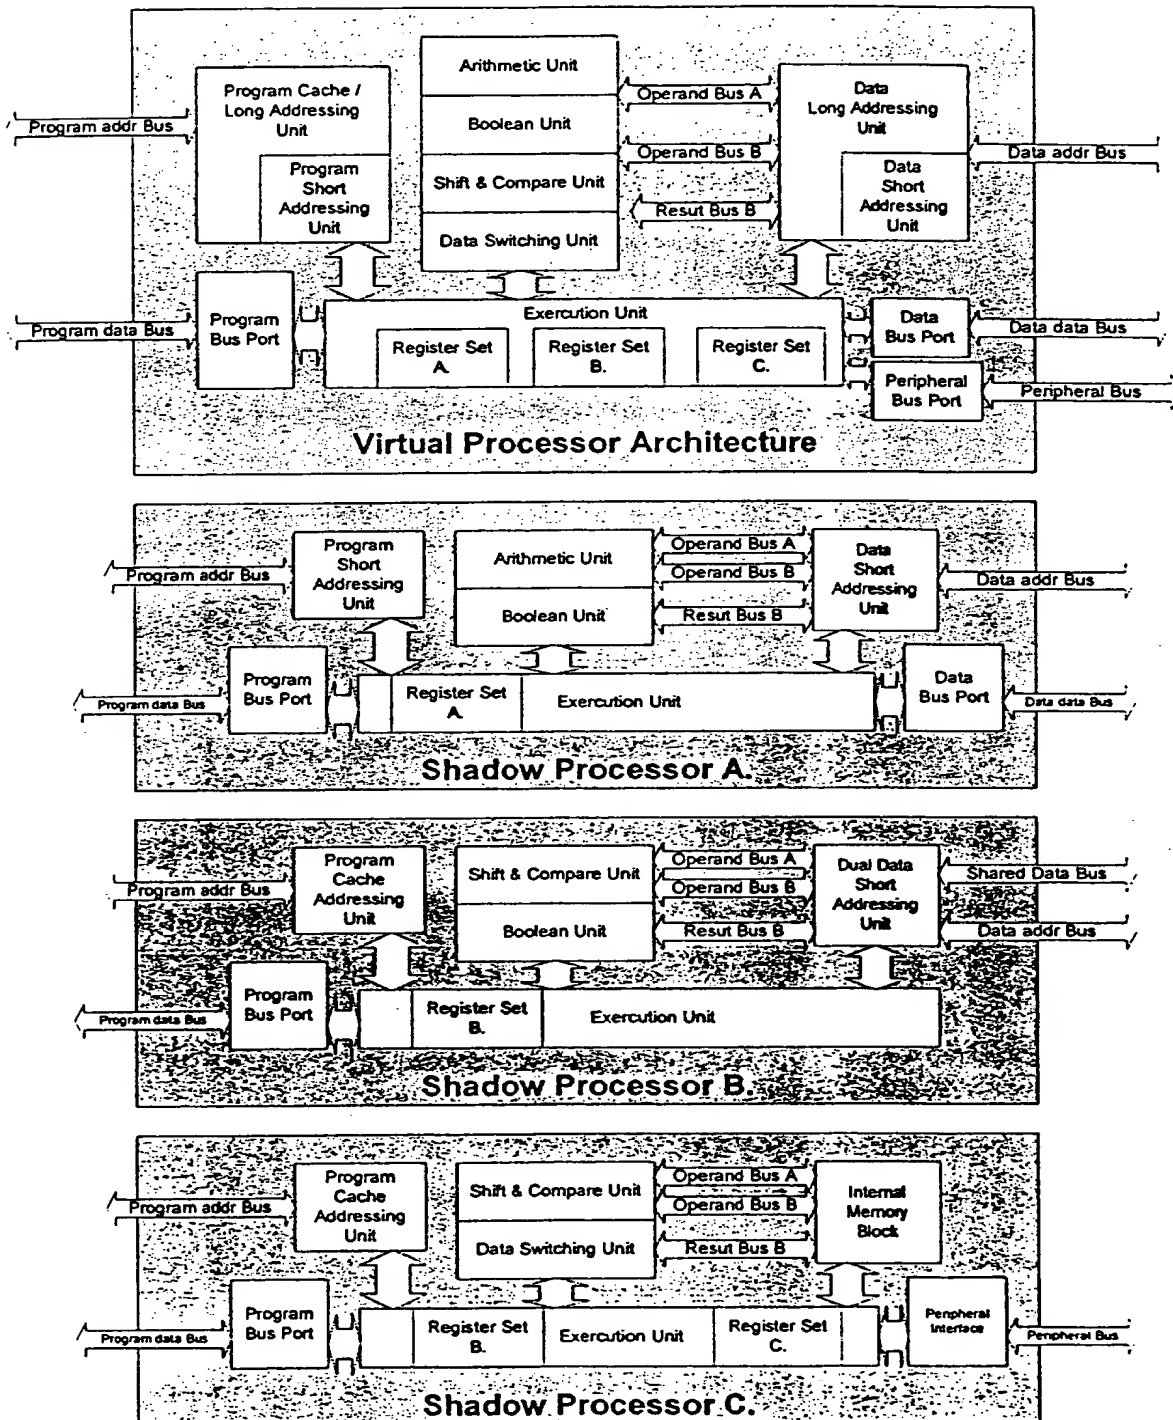 Arithmetic Unit
Boolean Unit
Shift & Compare Unit
Data Switching Unit
Program Cache /
Long Addressing
Unit
Program
Short
Addressing
Unit
Operand Bus A
Operand Bus B
Resut Bus B
Data
Long Addressing
Unit
Data
Short
Addressing
Unit
Program addr Bus
Data addr Bus
Program data Bus
Program
Bus Port
Exercution Unit
Register Set
A.
Register Set
B.
Register Set
C.
Data
Bus Port
Data data Bus
Peripheral
Bus Port
Peripheral Bus
Virtual Processor Architecture
Program addr Bus
Program
Short
Addressing
Unit
Arithmetic Unit
Boolean Unit
Operand Bus A
Operand Bus B
Resut Bus B
Data
Short
Addressing
Unit
Data addr Bus
Program data Bus
Program
Bus Port
Register Set
A.
Exercution Unit
Data
Bus Port
Data data Bus
Shadow Processor A.
Program addr Bus
Program
Cache
Addressing
Unit
Shift & Compare Unit
Boolean Unit
Operand Bus A
Operand Bus B
Resut Bus B
Dual Data
Short
Addressing
Unit
Shared Data Bus
Data addr Bus
Program data Bus
Program
Bus Port
Register Set
B.
Exercution Unit
Shadow Processor B.
Program addr Bus
Program
Cache
Addressing
Unit
Shift & Compare Unit
Data Switching Unit
Operand Bus A
Operand Bus B
Resut Bus B
Internal
Memory
Block
Program data Bus
Program
Bus Port
Register Set
B.
Exercution Unit
Register Set
C.
Peripheral
Interface
Peripheral Bus
Shadow Processor C.